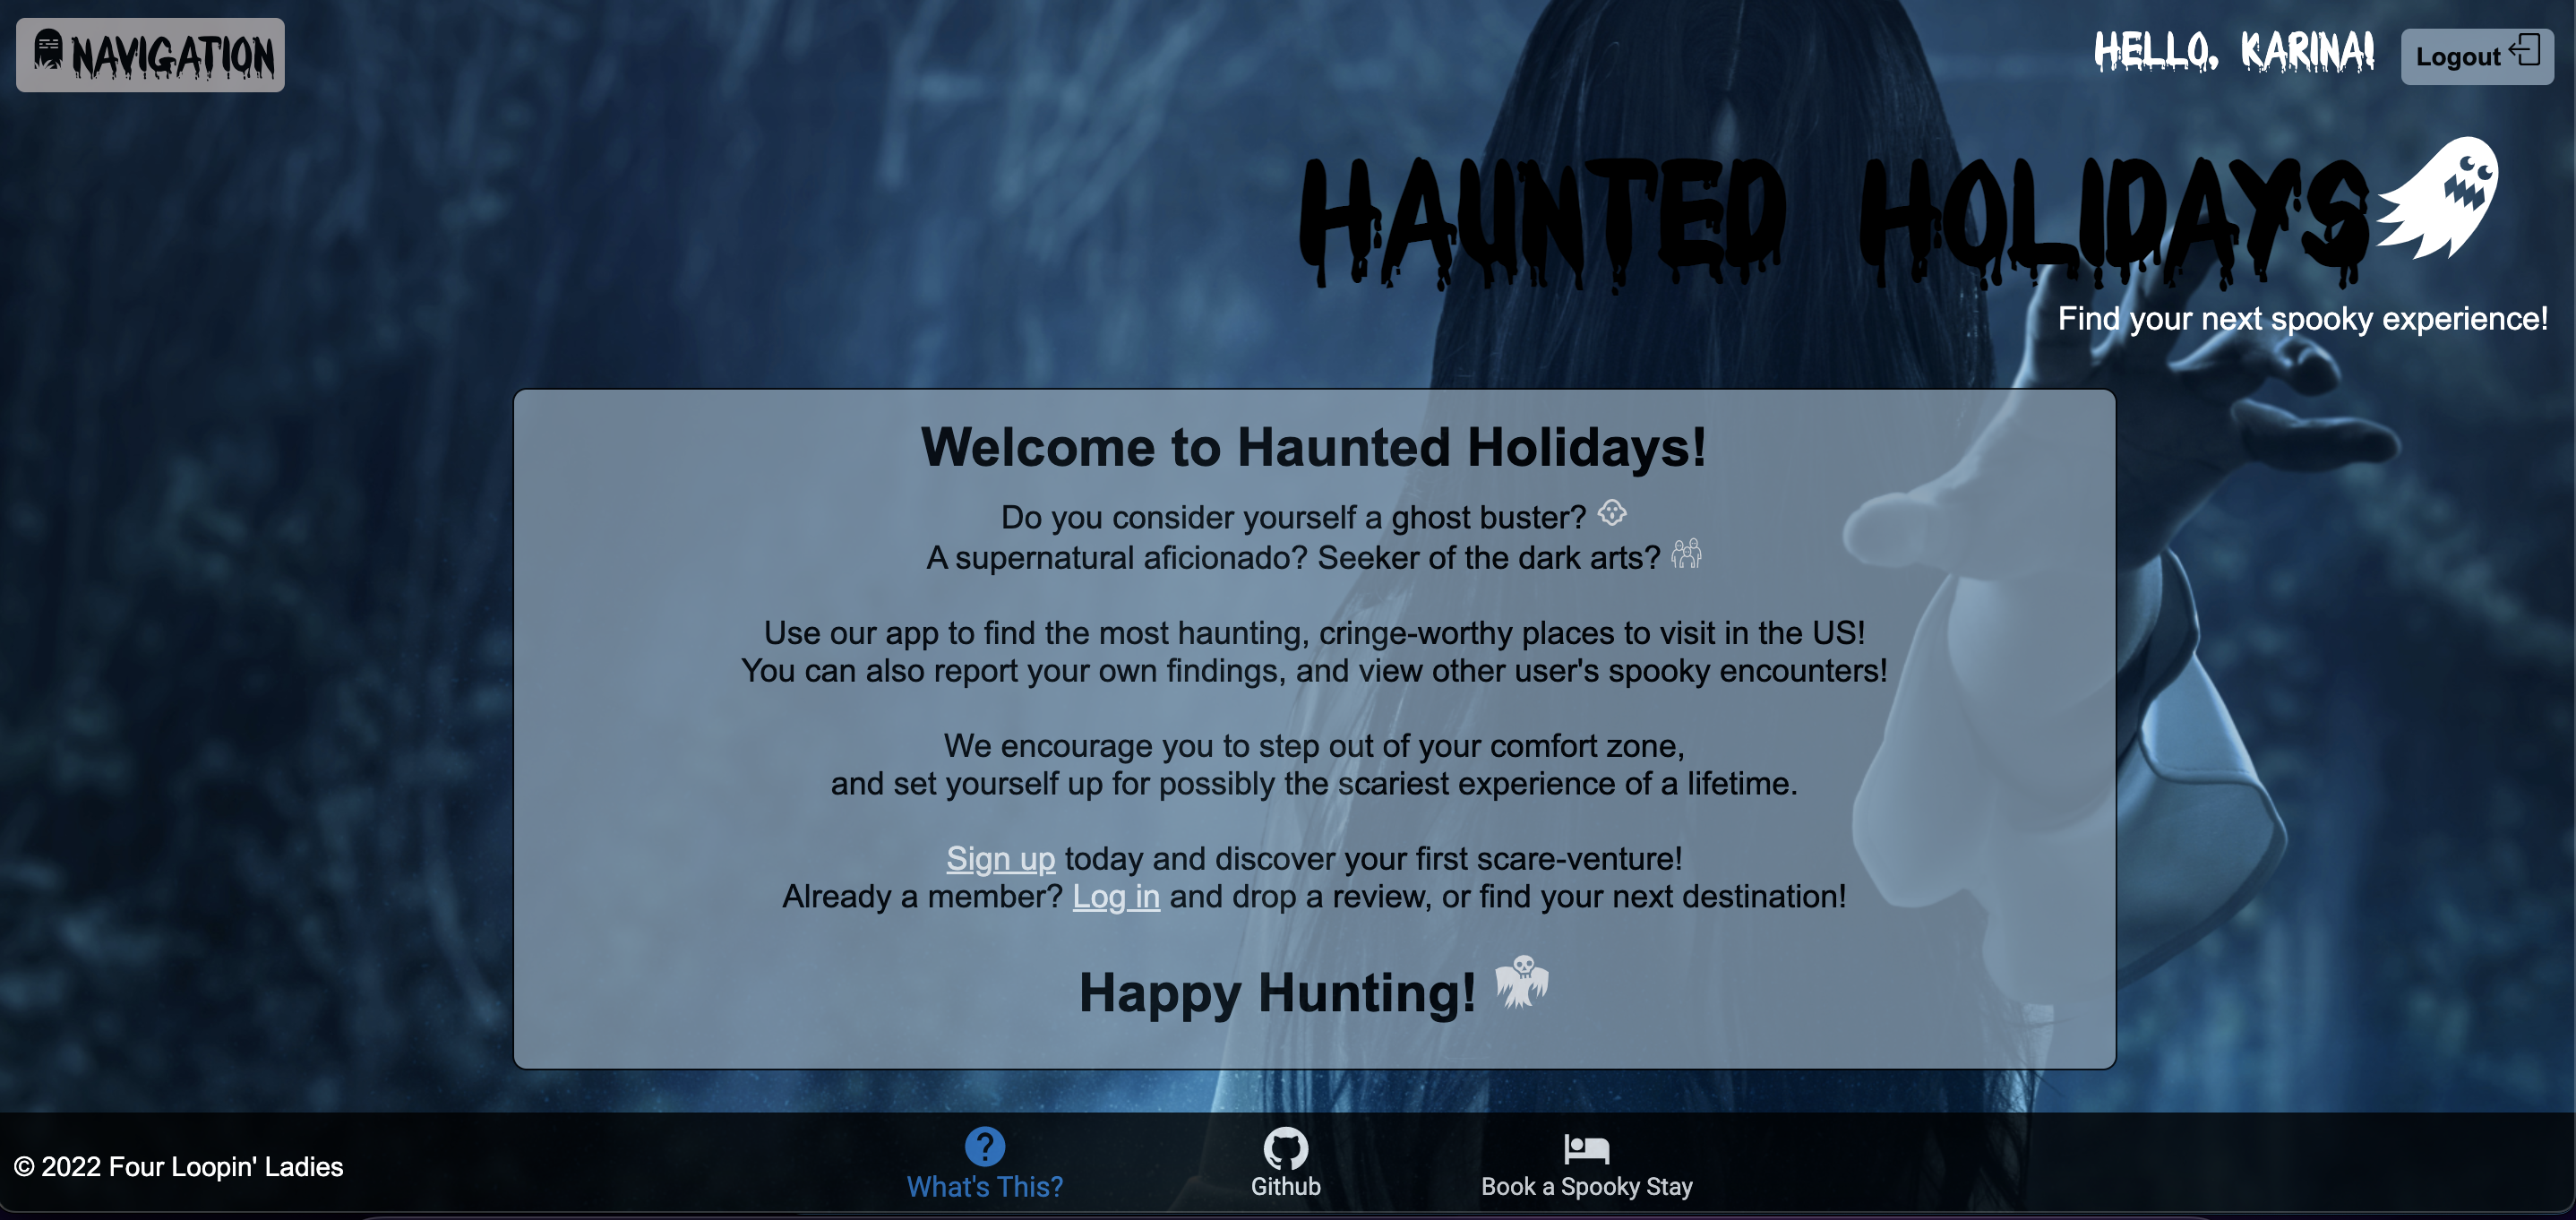 NAVIGATION
HELLO, KARINA!
Logout
HAUNTED HOLIDAYS
Find your next spooky experience!
Welcome to Haunted Holidays!
Do you consider yourself a ghost buster?
A supernatural aficionado? Seeker of the dark arts?
Use our app to find the most haunting, cringe-worthy places to visit in the US!
You can also report your own findings, and view other user's spooky encounters!
We encourage you to step out of your comfort zone,
and set yourself up for possibly the scariest experience of a lifetime.
Sign up today and discover your first scare-venture!
Already a member? Log in and drop a review, or find your next destination!
Happy Hunting!
© 2022 Four Loopin' Ladies
What's This?
Github
Book a Spooky Stay